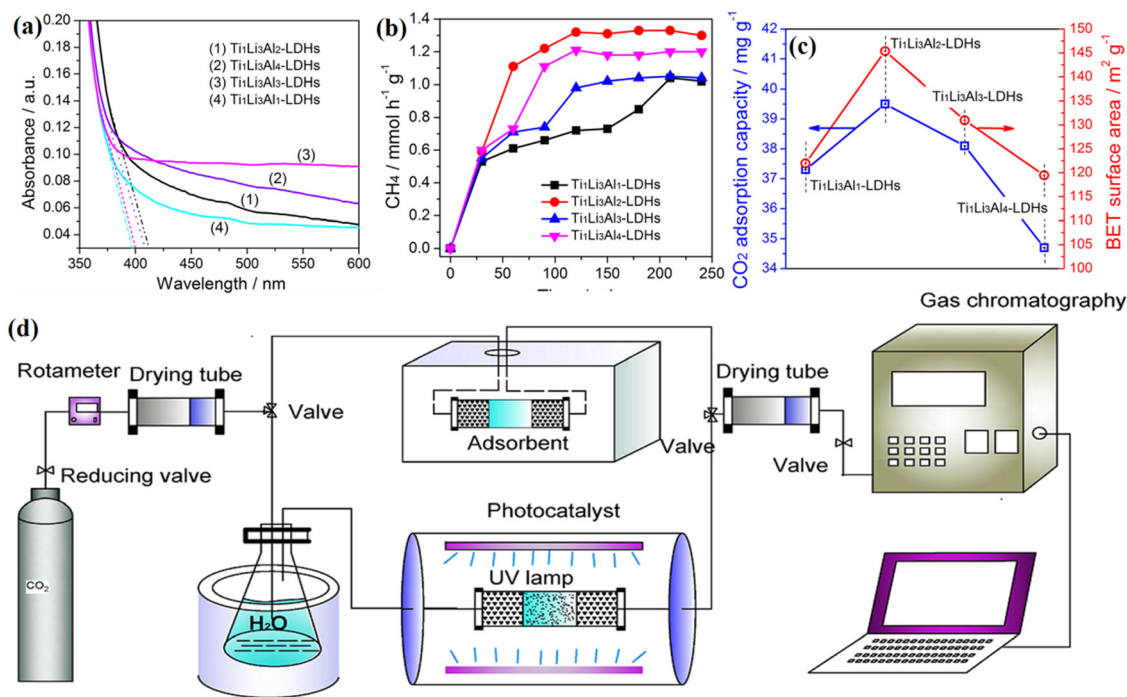 (a)
0.20
0.18
0.16
0.14
0.12
0.10
0.08
0.06
0.04
Absorbance / a.u.
(1) Ti1Li3Al2-LDHs
(2) Ti1Li3Al4-LDHs
(3) Ti1Li3Al3-LDHs
(4) Ti1Li3Al1-LDHs
(3)
(2)
(1)
(4)
350 400 450 500 550 600
Wavelength / nm
(b)
1.6
1.4
1.2
1.0
0.8
0.6
0.4
0.2
0.0
CH4 / mmol h-1 g-1
Ti1Li3Al1-LDHs
Ti1Li3Al2-LDHs
Ti1Li3Al3-LDHs
Ti1Li3Al4-LDHs
0 50 100 150 200 250
(c)
42
41
40
39
38
37
36
35
34
CO2 adsorption capacity / mg g-1
Ti1Li3Al2-LDHs
Ti1Li3Al3-LDHs
Ti1Li3Al1-LDHs
Ti1Li3Al4-LDHs
150
145
140
135
130
125
120
115
110
105
100
BET surface area / m2 g-1
(d)
Gas chromatography
Rotameter
Drying tube
Valve
Reducing valve
CO2
H2O
Adsorbent
Photocatalyst
UV lamp
Drying tube
Valve
Valve